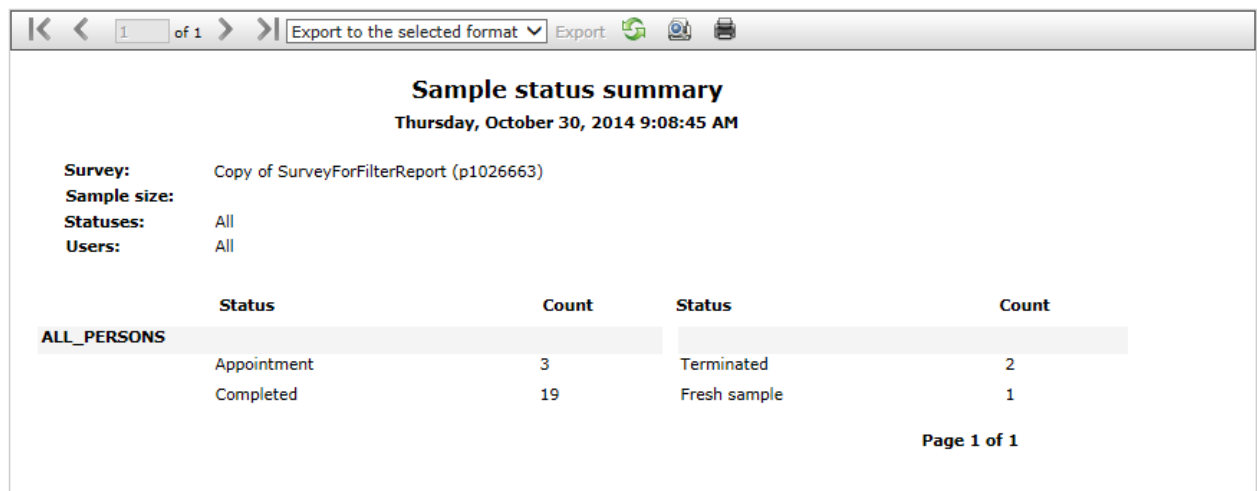 1 of 1 Export to the selected format Export
Sample status summary
Thursday, October 30, 2014 9:08:45 AM
Survey: Copy of SurveyForFilterReport (p1026663)
Sample size:
Statuses: All
Users: All
Status Count Status Count
ALL_PERSONS
Appointment 3 Terminated 2
Completed 19 Fresh sample 1
Page 1 of 1